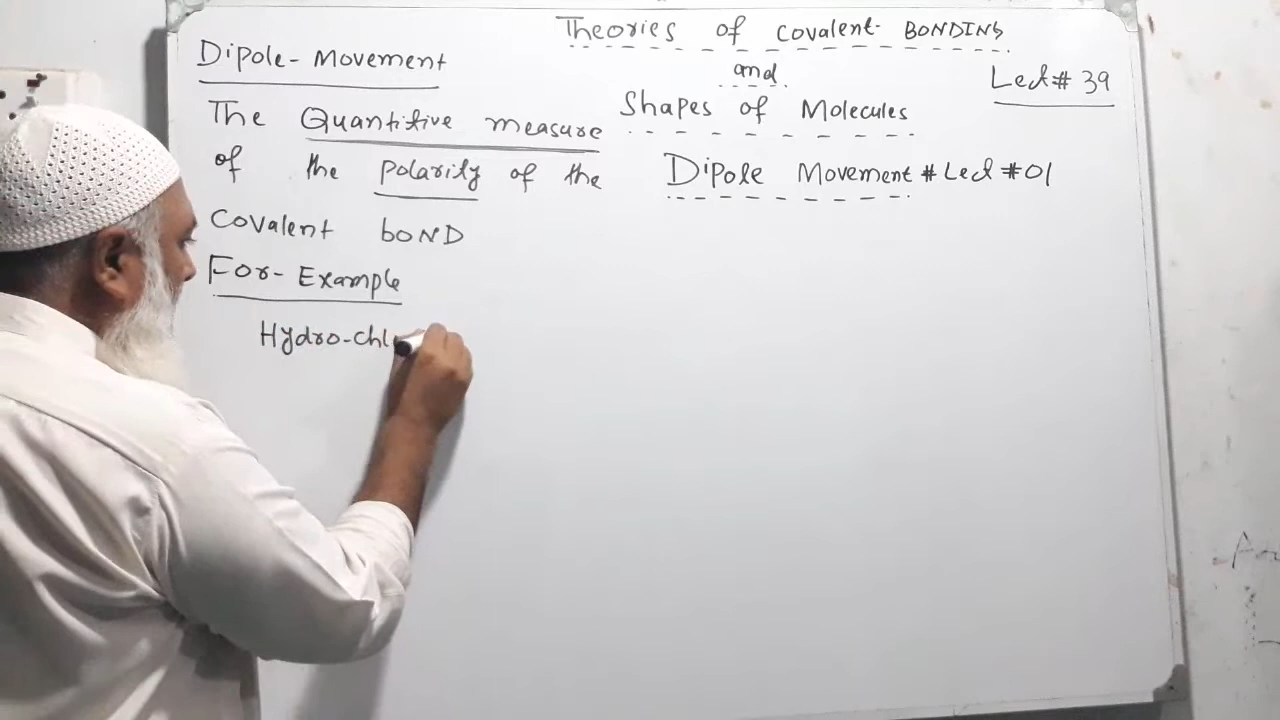 Theories of Covalent BONDING
and
Shapes of Molecules
Lect# 39
Dipole Movement # Lect #01
Dipole-Movement
The Quantitive measure
of the polarity of the
Covalent bOND
For-Example
Hydro-chl